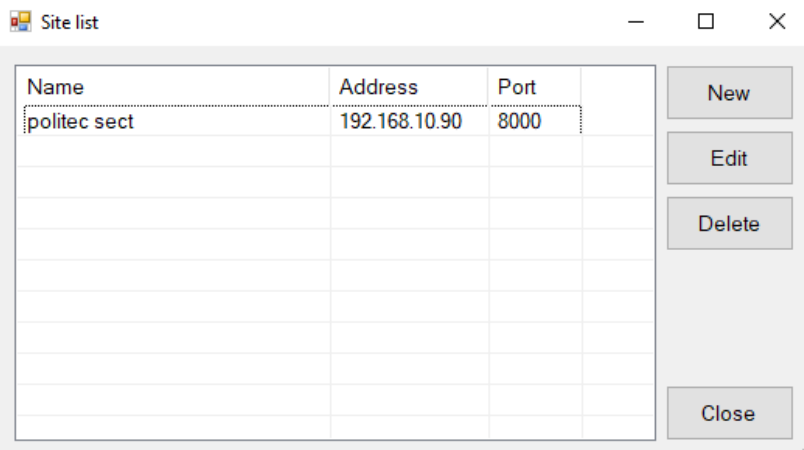 Site list
Name Address Port
politec sect 192.168.10.90 8000
New
Edit
Delete
Close